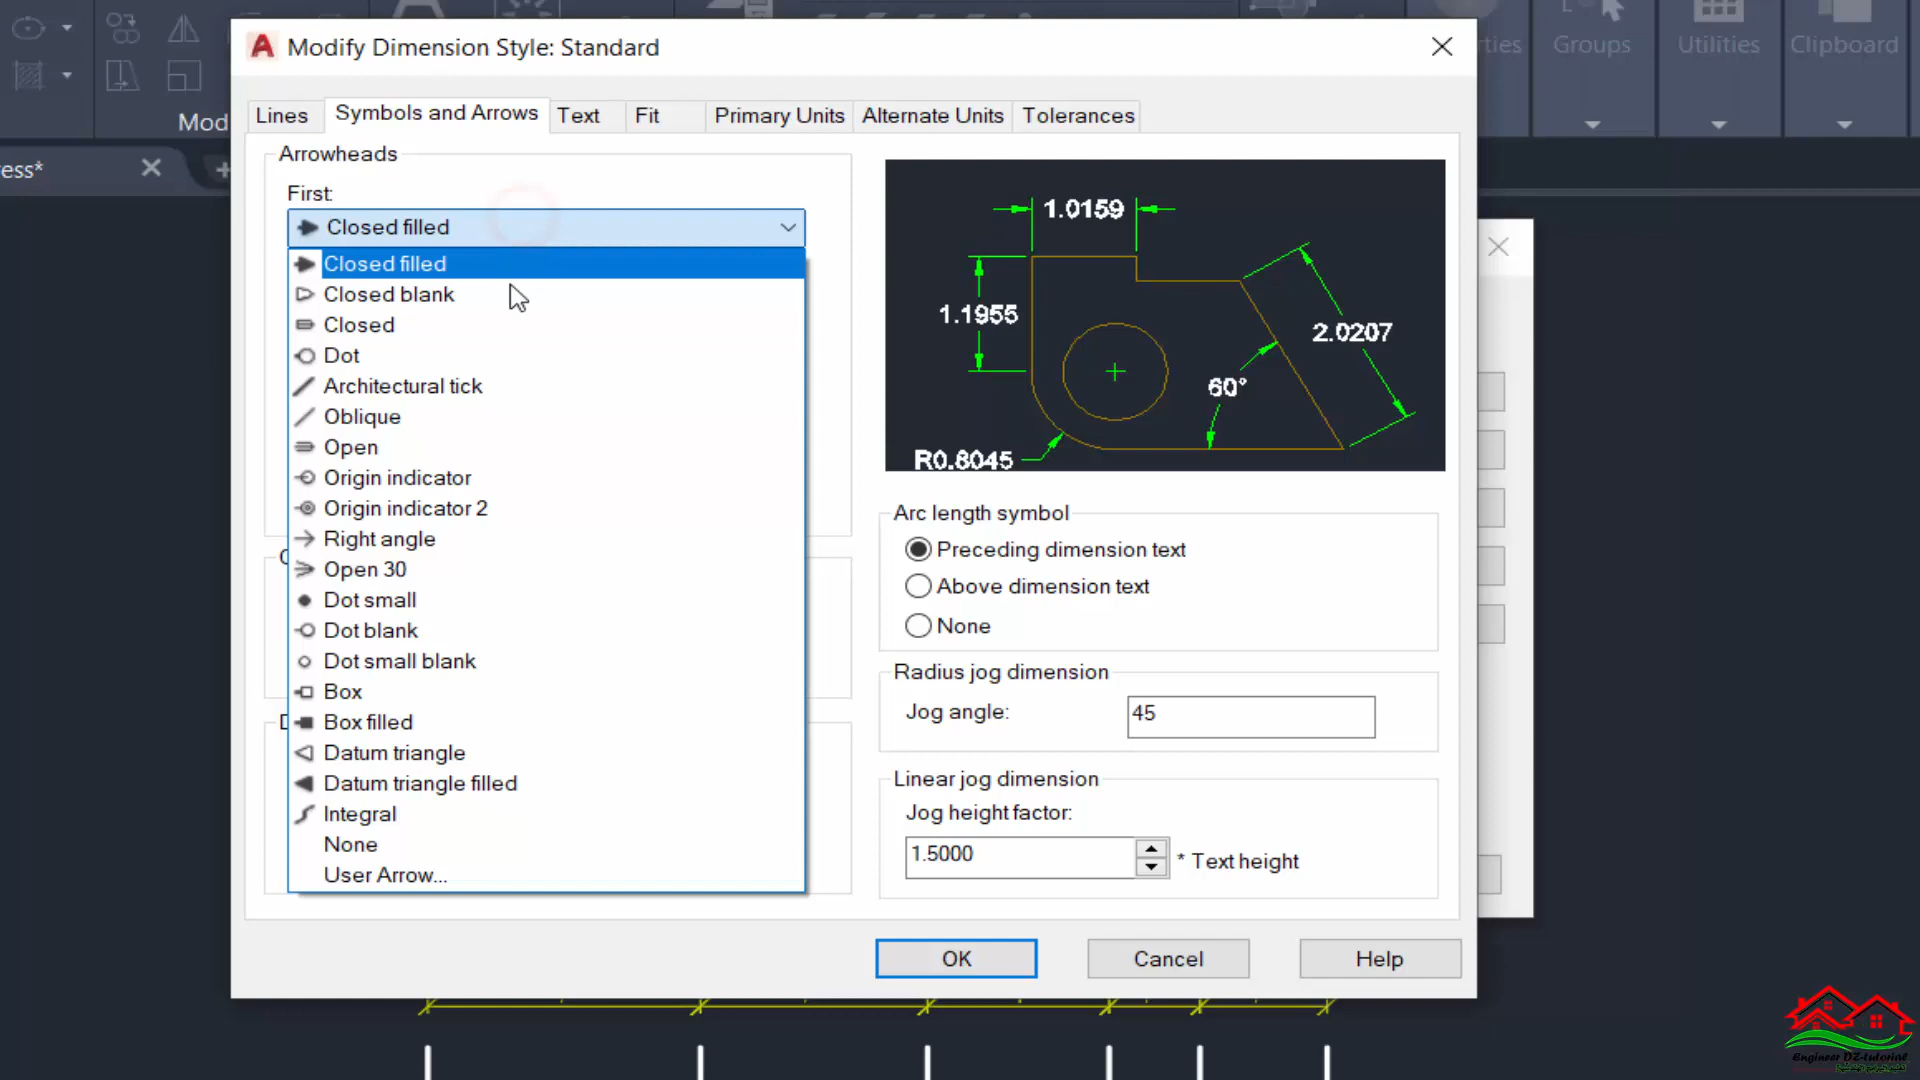 Modify Dimension Style: Standard
Groups
Utilities
Clipboard
Lines
Symbols and Arrows
Text
Fit
Primary Units
Alternate Units
Tolerances
Mod
ess*
Arrowheads
First:
Closed filled
Closed filled
Closed blank
Closed
Dot
Architectural tick
Oblique
Open
Origin indicator
Origin indicator 2
Right angle
Open 30
Dot small
Dot blank
Dot small blank
Box
Box filled
Datum triangle
Datum triangle filled
Integral
None
User Arrow...
1.0159
1.1955
2.0207
60°
R0.8045
Arc length symbol
Preceding dimension text
Above dimension text
None
Radius jog dimension
Jog angle:
45
Linear jog dimension
Jog height factor:
1.5000
* Text height
OK
Cancel
Help
Engineer DZ-tutorial